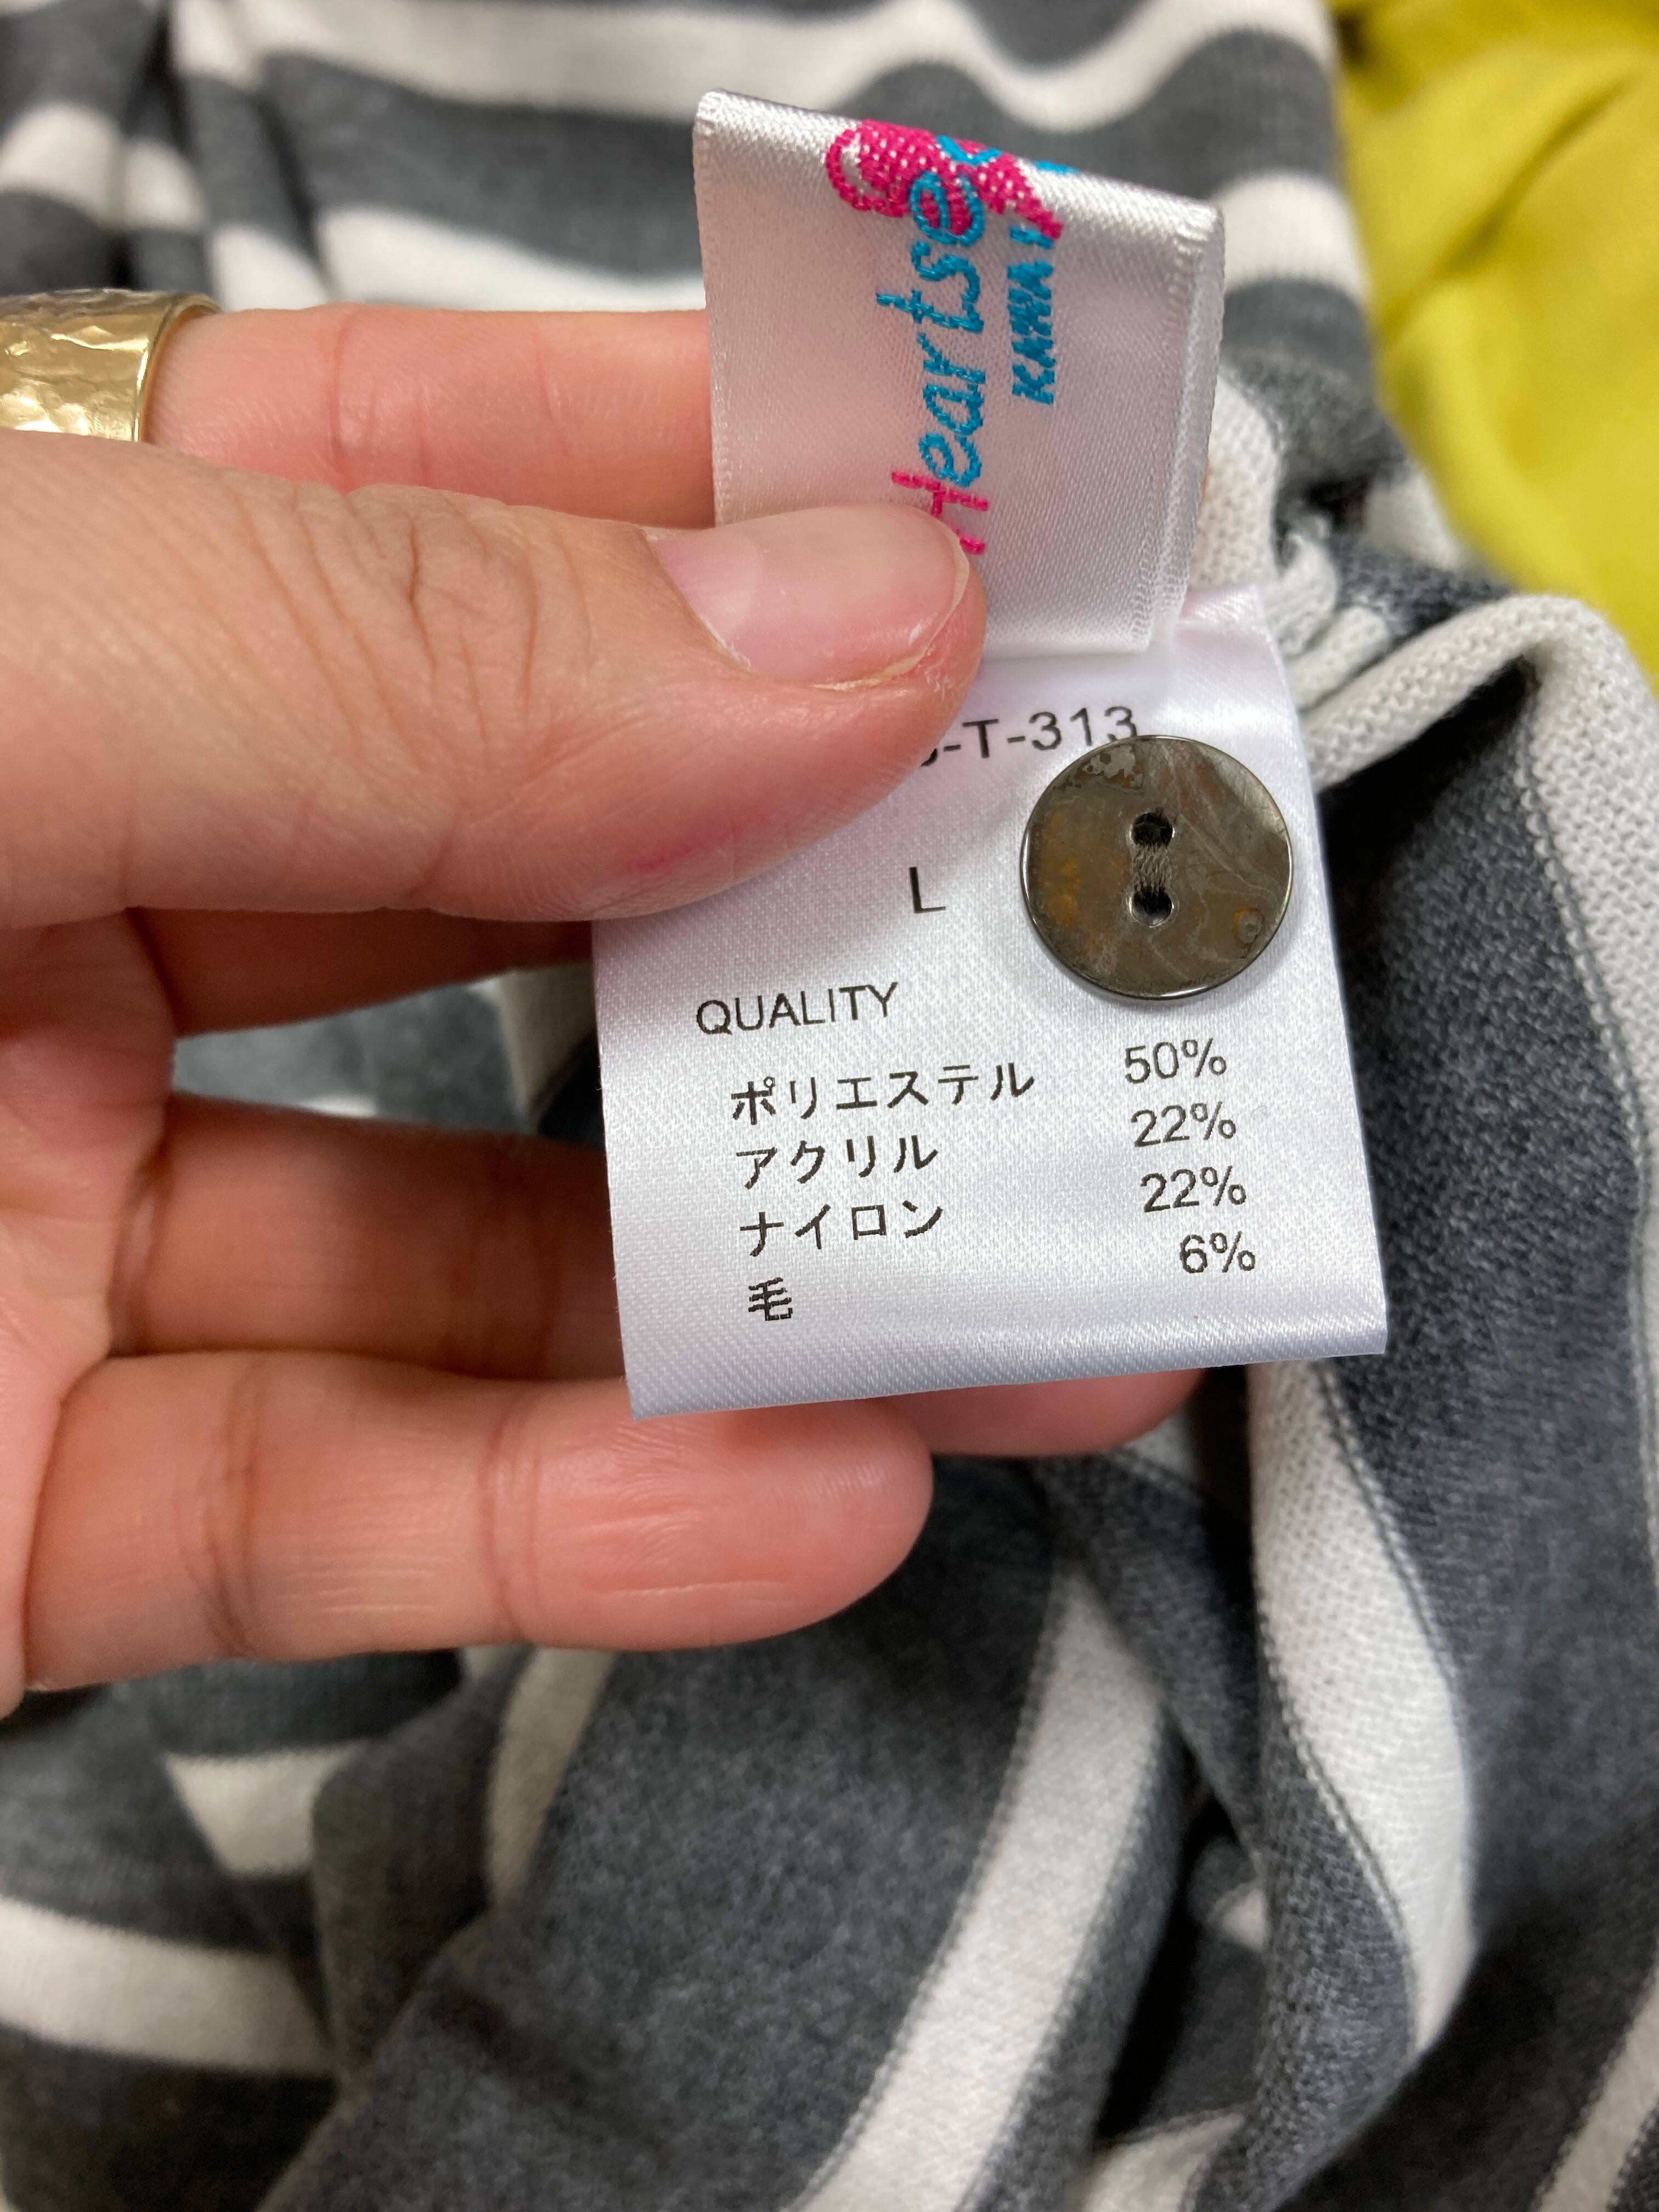 -T-313
L
QUALITY
ポリエステル 50%
アクリル 22%
ナイロン 22%
毛 6%